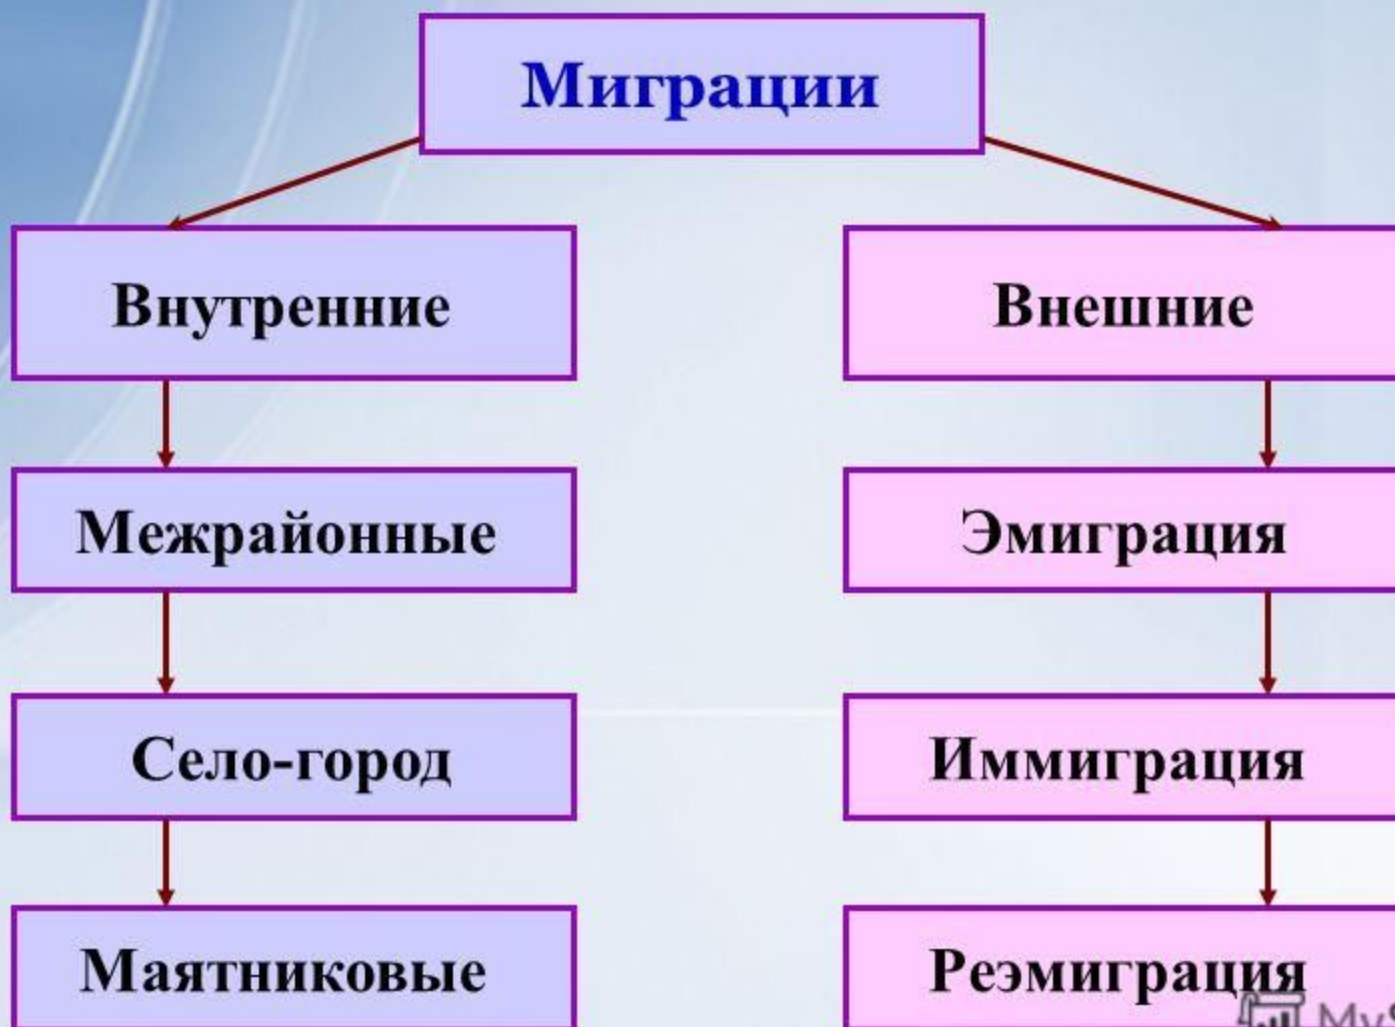 Миграции
Внутренние
Внешние
Межрайонные
Эмиграция
Село-город
Иммиграция
Маятниковые
Реэмиграция